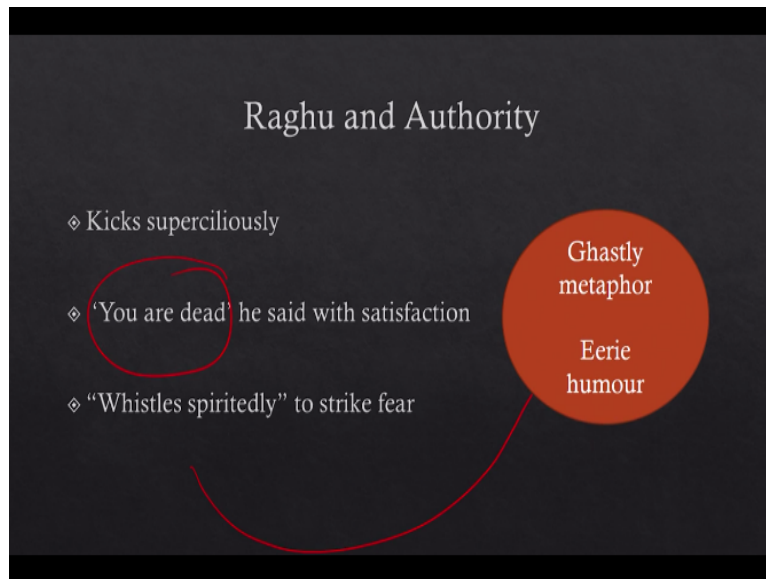 Raghu and Authority
Kicks superciliously
'You are dead' he said with satisfaction
“Whistles spiritedly” to strike fear
Ghastly
metaphor
Eerie
humour